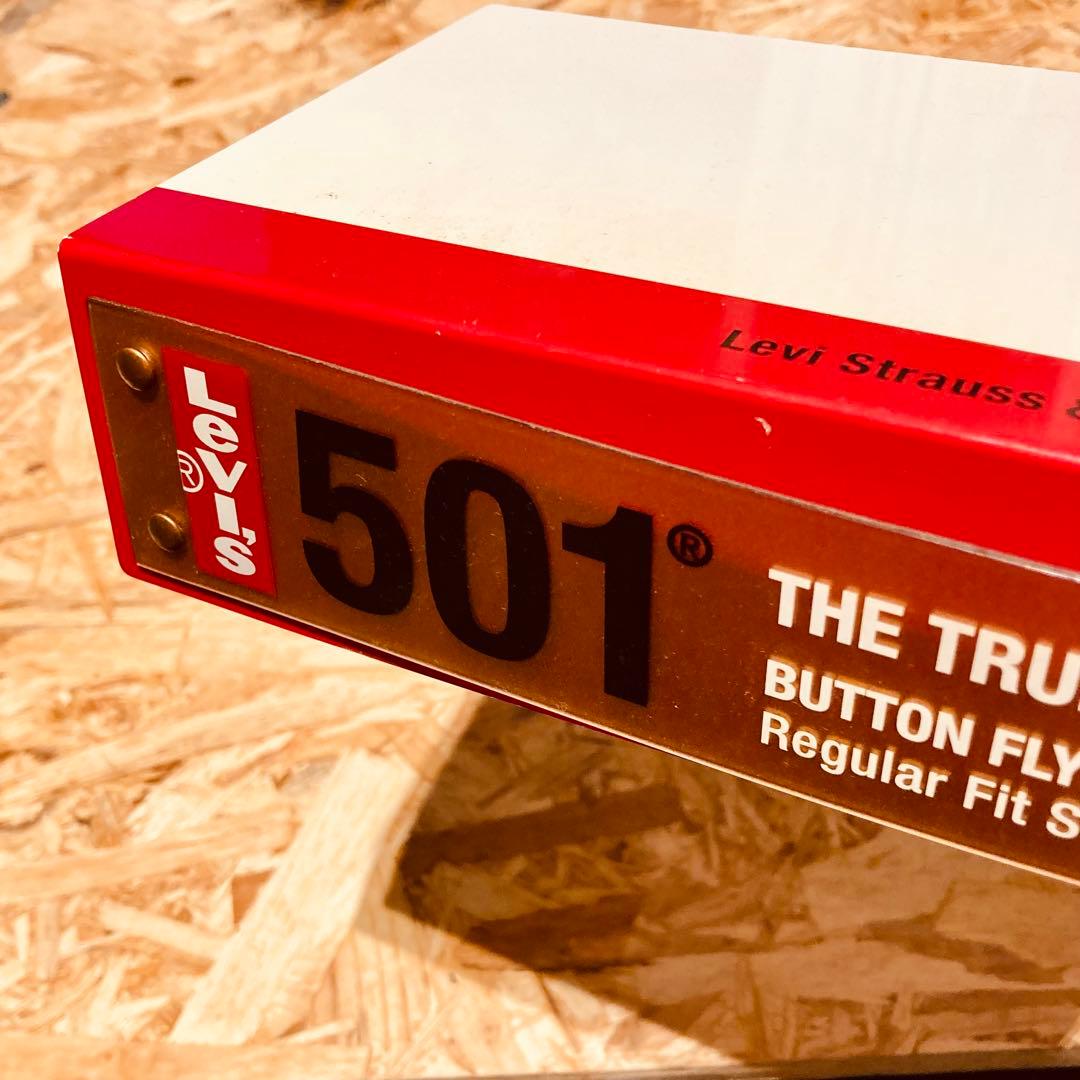 Levi Strauss &
Levi's
®
501®
THE TRU
BUTTON FLY
Regular Fit S